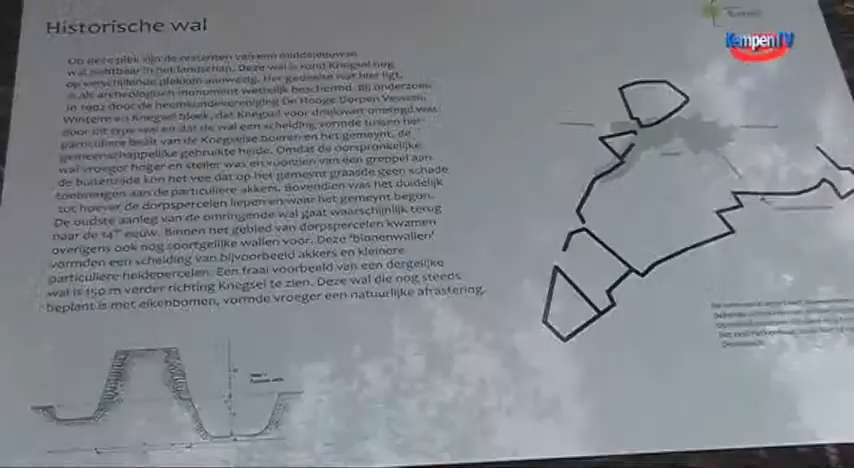 Historische wal
KempenTV
Op deze plek zijn de restanten van een middeleeuwse
wal zichtbaar in het landschap. Deze wal is rond Knegsel nog
op verschillende plekken aanwezig. Het gedeelte wat hier ligt,
is als archeologisch monument wettelijk beschermd. Bij onderzoek
in 1992 door de heemkundevereniging De Hooge Dorpen Vessem,
Wintelre en Knegsel bleek, dat Knegsel voor driekwart omringd was
door dit type wal en dat de wal een scheiding vormde tussen het
particuliere bezit van de Knegselse boeren en het gemeynt, de
gemeenschappelijke gebruikte heide. Omdat de oorspronkelijke
wal vroeger hoger en steiler was en voorzien van een greppel aan
de buitenzijde kon het vee dat op het gemeynt graasde geen schade
toebrengen aan de particuliere akkers. Bovendien was het duidelijk
tot hoever de dorpspercelen liepen en waar het gemeynt begon.
De oudste aanleg van de omringende wal gaat waarschijnlijk terug
naar de 14de eeuw. Binnen het gebied van dorpspercelen kwamen
overigens ook nog soortgelijke wallen voor. Deze 'binnenwallen'
vormden een scheiding van bijvoorbeeld akkers en kleinere
particuliere heidepercelen. Een fraai voorbeeld van een dergelijke
wal is 150 m verder richting Knegsel te zien. Deze wal die nog steeds
beplant is met eikenbomen, vormde vroeger een natuurlijke afrastering.